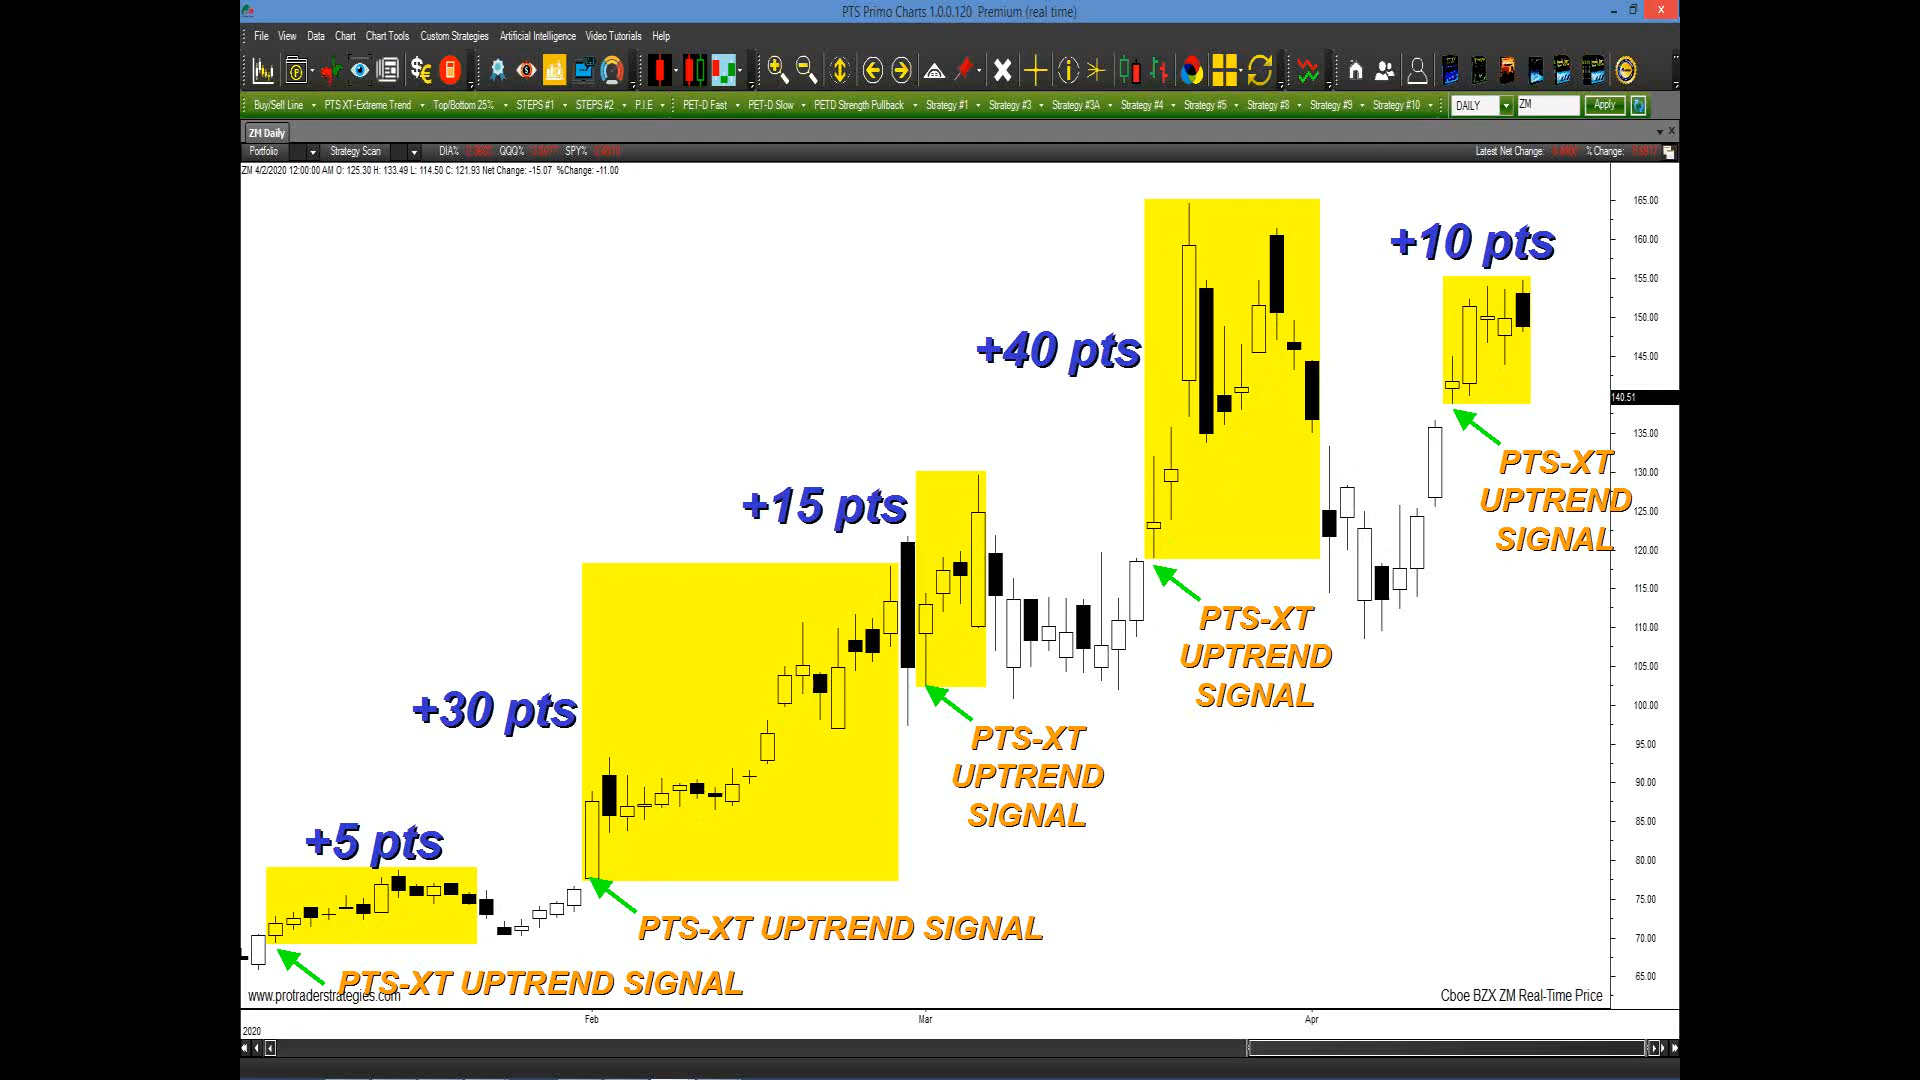 PTS Primo Charts 1.0.0.120 Premium (real time)
File View Data Chart Chart Tools Custom Strategies Artificial Intelligence Video Tutorials Help
Buy/Sell Line PTS XT-Extreme Trend Top/Bottom 25% STEPS #1 STEPS #2 P.I.E PET-D Fast PET-D Slow PETD Strength Pullback Strategy #1 Strategy #3 Strategy #3A Strategy #4 Strategy #5 Strategy #8 Strategy #9 Strategy #10 DAILY ZM Apply
ZM Daily
Portfolio Strategy Scan DIA% QQQ% SPY% Latest Net Change: % Change:
ZM 4/2/2020 12:00:00 AM O: 125.30 H: 133.49 L: 114.50 C: 121.93 Net Change: -15.07 %Change: -11.00
165.00
160.00
155.00
150.00
145.00
140.51
135.00
130.00
125.00
120.00
115.00
110.00
105.00
100.00
95.00
90.00
85.00
80.00
75.00
70.00
65.00
+10 pts
PTS-XT
UPTREND
SIGNAL
+40 pts
PTS-XT
UPTREND
SIGNAL
+15 pts
PTS-XT
UPTREND
SIGNAL
+30 pts
PTS-XT UPTREND SIGNAL
+5 pts
PTS-XT UPTREND SIGNAL
www.protraderstrategies.com
Cboe BZX ZM Real-Time Price
Feb Mar Apr
2020